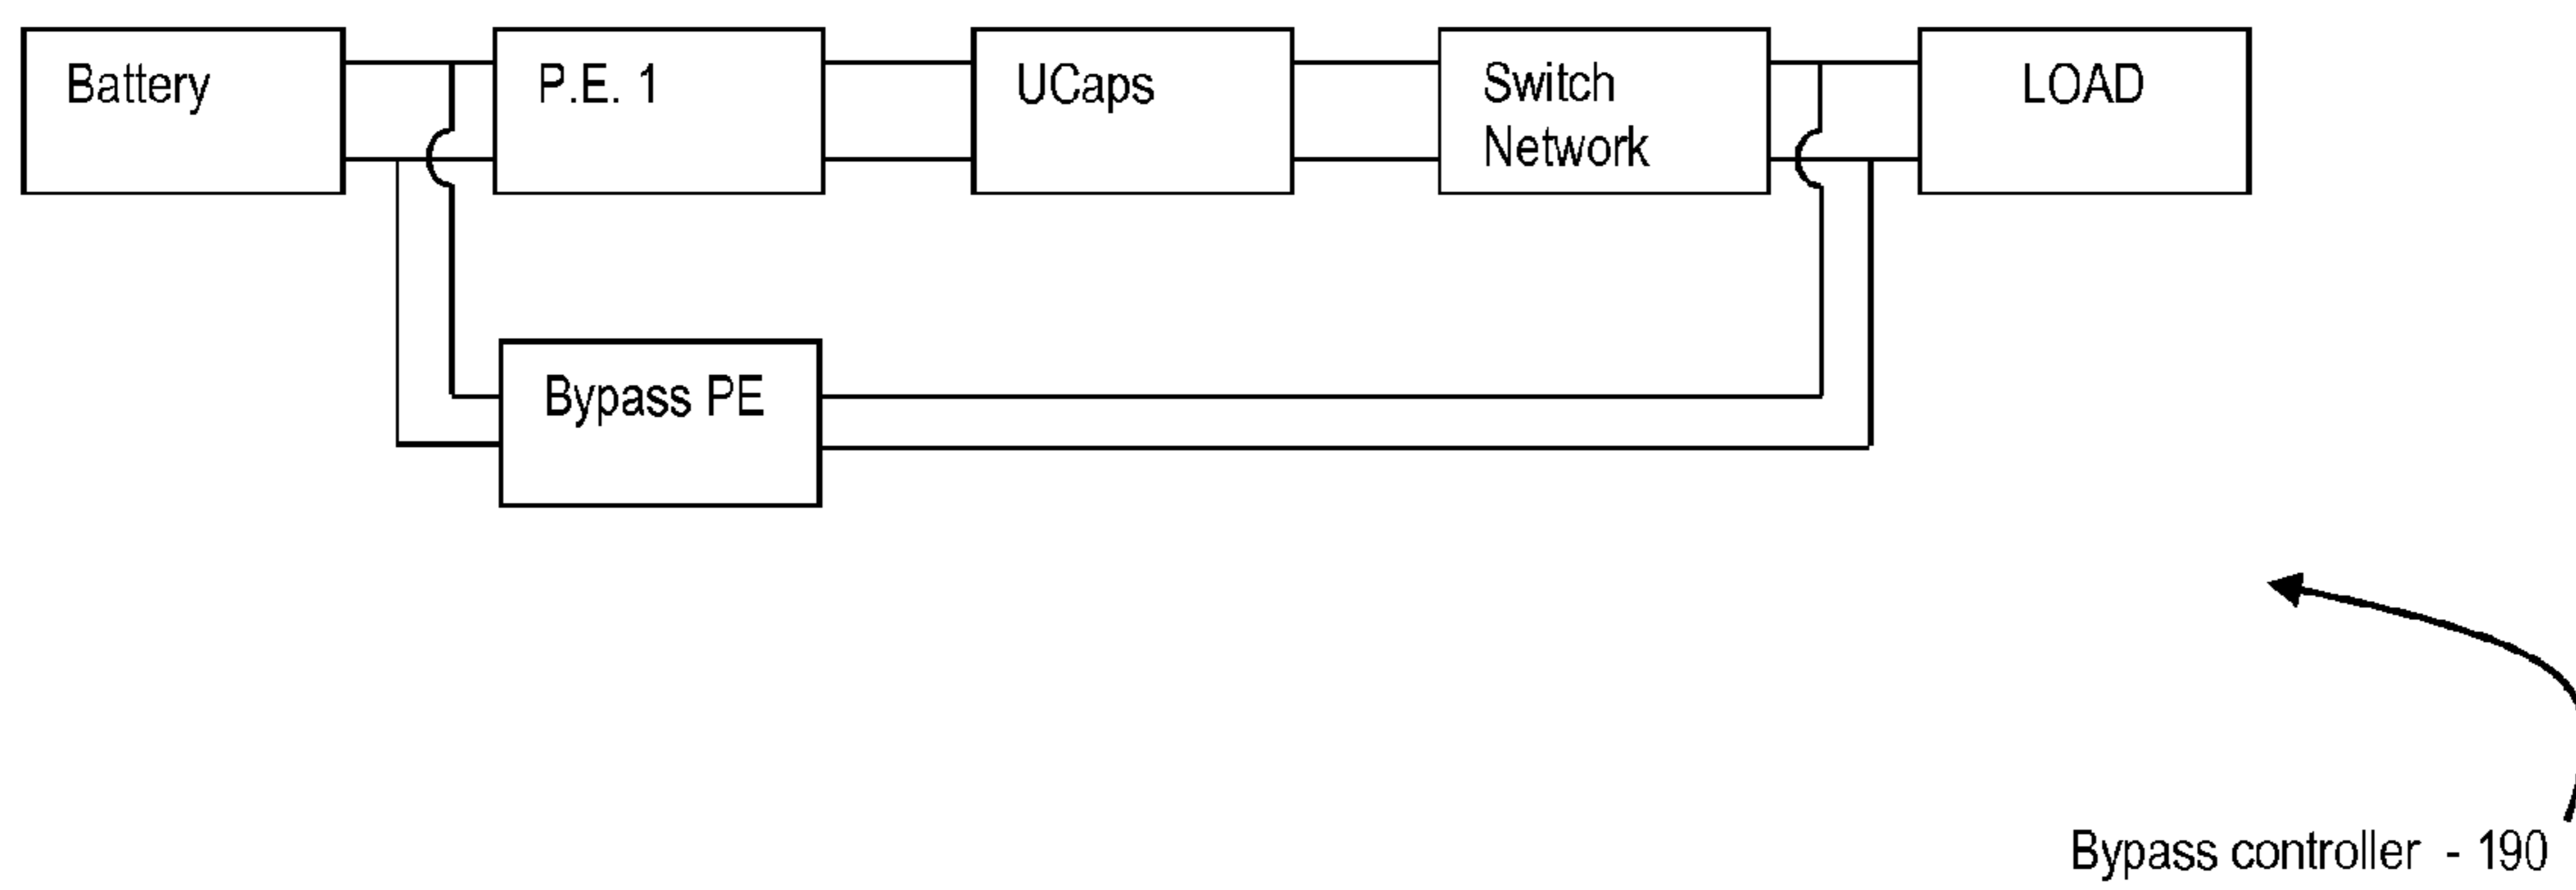 Battery
P.E. 1
UCaps
Switch
Network
LOAD
Bypass PE
Bypass controller - 190